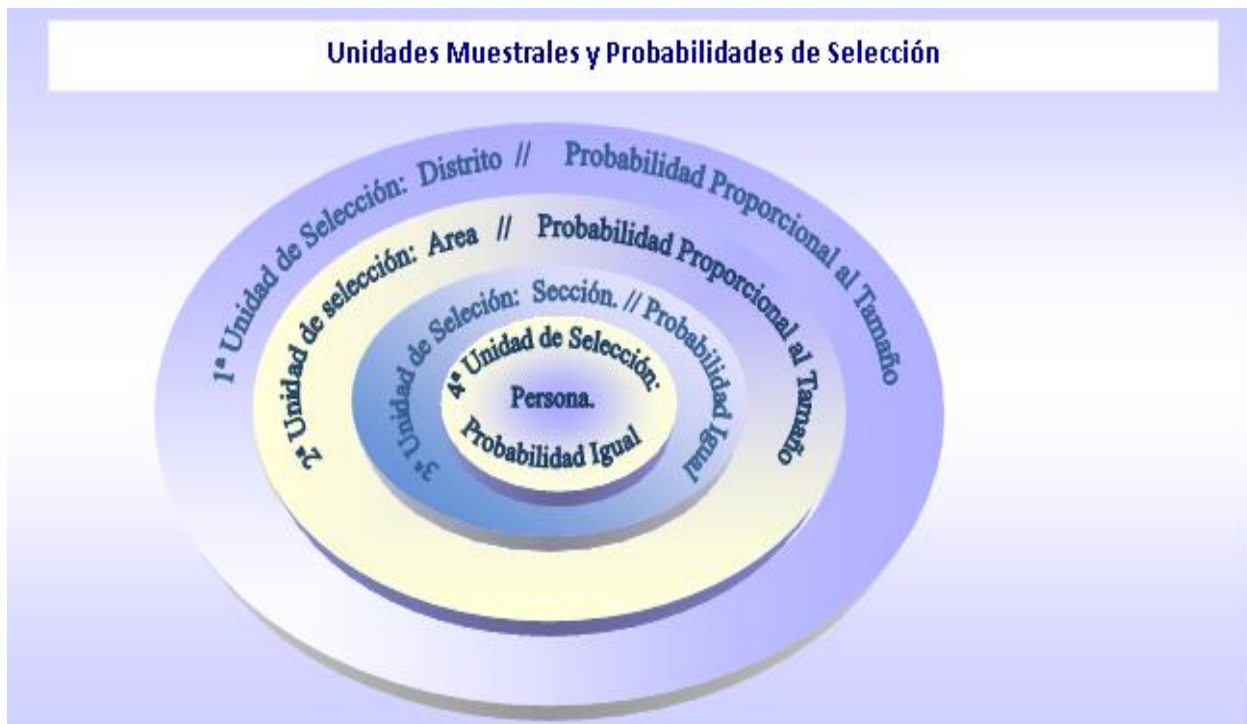 Unidades Muestrales y Probabilidades de Selección
1ª Unidad de Selección: Distrito // Probabilidad Proporcional al Tamaño
2ª Unidad de selección: Area // Probabilidad Proporcional al Tamaño
3ª Unidad de Seleción: Sección. // Probabilidad Igual
4ª Unidad de Selección:
Persona.
Probabilidad Igual